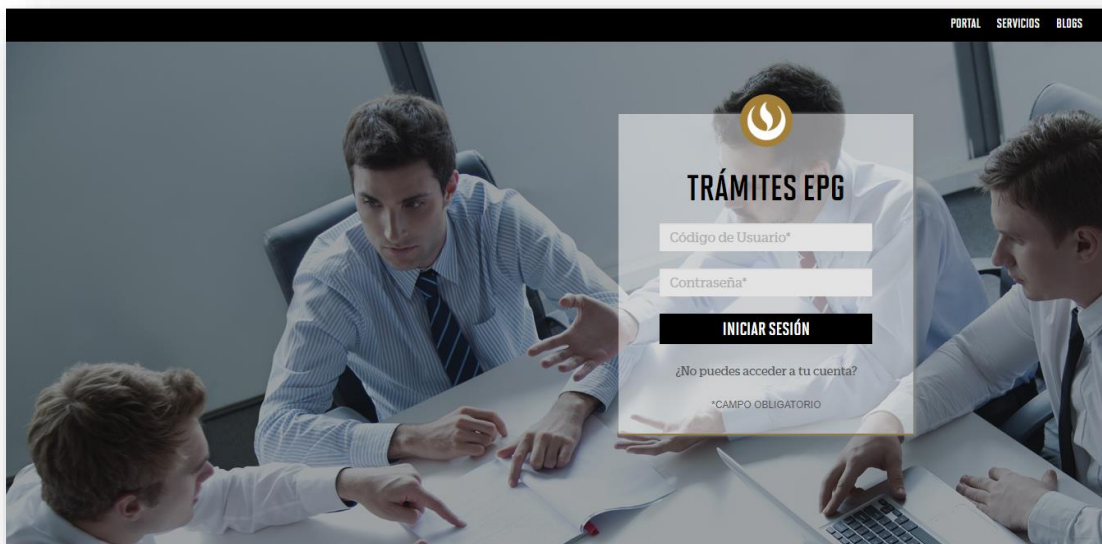 PORTAL SERVICIOS BLOGS
TRÁMITES EPG
Código de Usuario*
Contraseña*
INICIAR SESIÓN
¿No puedes acceder a tu cuenta?
*CAMPO OBLIGATORIO